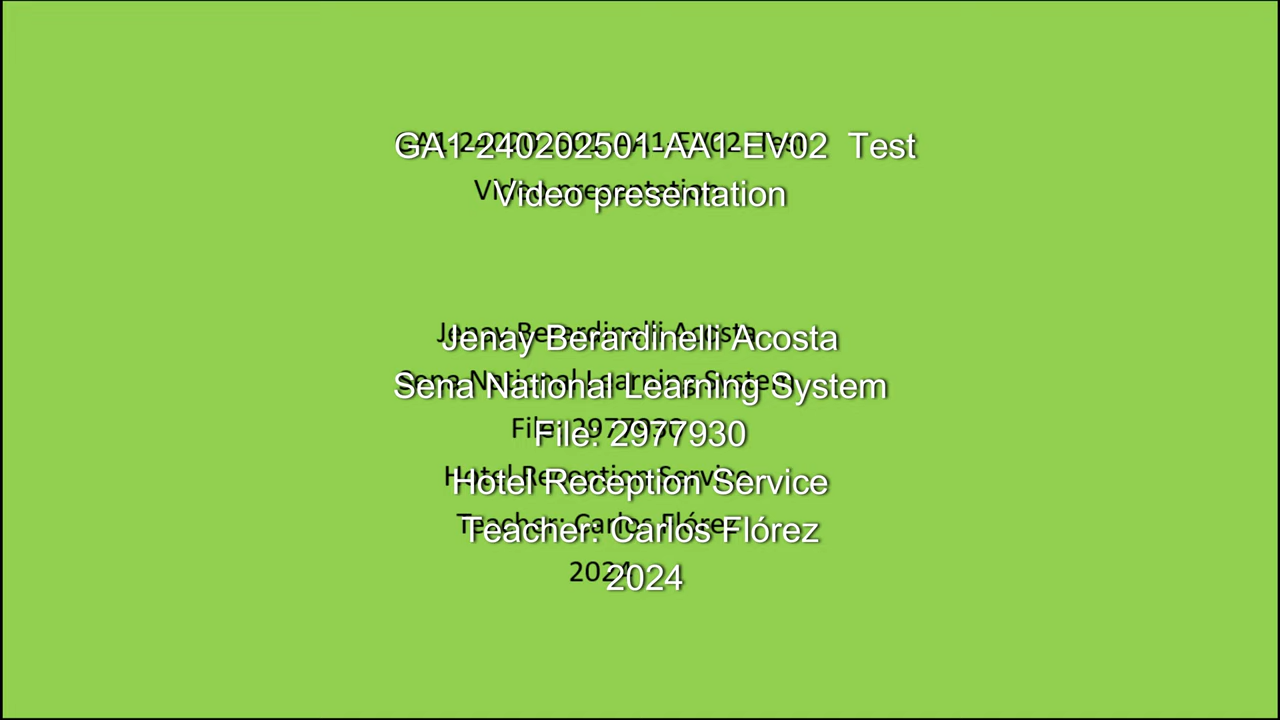 GA1-240202501-AA1-EV02 Test
Video presentation
Jenay Berardinelli Acosta
Sena National Learning System
File: 2977930
Hotel Reception Service
Teacher: Carlos Flórez
2024